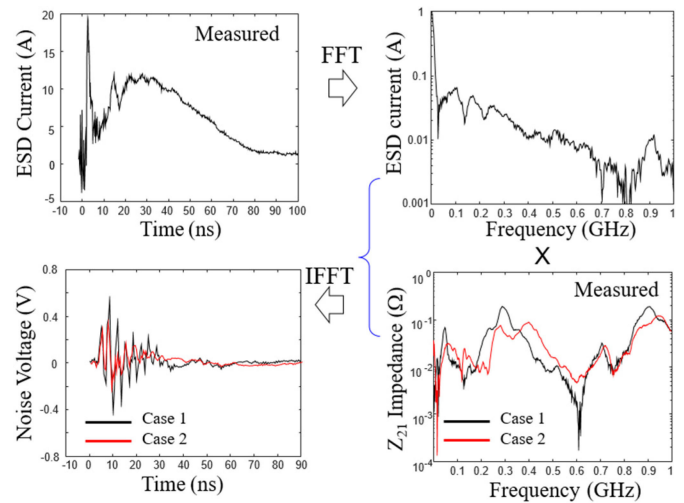 Measured
ESD Current (A)
20
15
10
5
0
-5
-10 0 10 20 30 40 50 60 70 80 90 100
Time (ns)
FFT
ESD current (A)
1
0.1
0.01
0.001
0 0.1 0.2 0.3 0.4 0.5 0.6 0.7 0.8 0.9 1
Frequency (GHz)
X
IFFT
Noise Voltage (V)
0.8
0.4
0
-0.4
-0.8
-10 0 10 20 30 40 50 60 70 80 90
Case 1
Case 2
Time (ns)
Measured
Z21 Impedance (Ω)
10^0
10^-1
10^-2
10^-3
10^-4
0 0.1 0.2 0.3 0.4 0.5 0.6 0.7 0.8 0.9 1
Case 1
Case 2
Frequency (GHz)